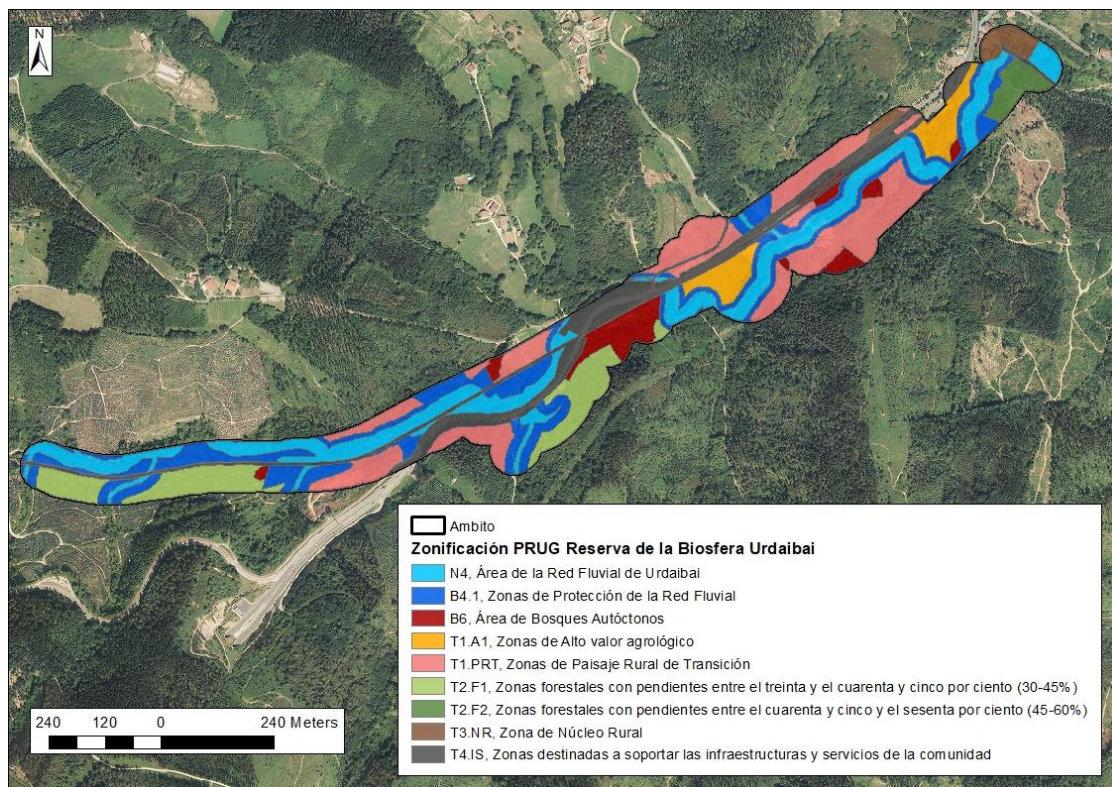 N
Ambito
Zonificación PRUG Reserva de la Biosfera Urdaibai
N4, Área de la Red Fluvial de Urdaibai
B4.1, Zonas de Protección de la Red Fluvial
B6, Área de Bosques Autóctonos
T1.A1, Zonas de Alto valor agrológico
T1.PRT, Zonas de Paisaje Rural de Transición
T2.F1, Zonas forestales con pendientes entre el treinta y el cuarenta y cinco por ciento (30-45%)
T2.F2, Zonas forestales con pendientes entre el cuarenta y cinco y el sesenta por ciento (45-60%)
T3.NR, Zona de Núcleo Rural
T4.IS, Zonas destinadas a soportar las infraestructuras y servicios de la comunidad
240 120 0 240 Meters